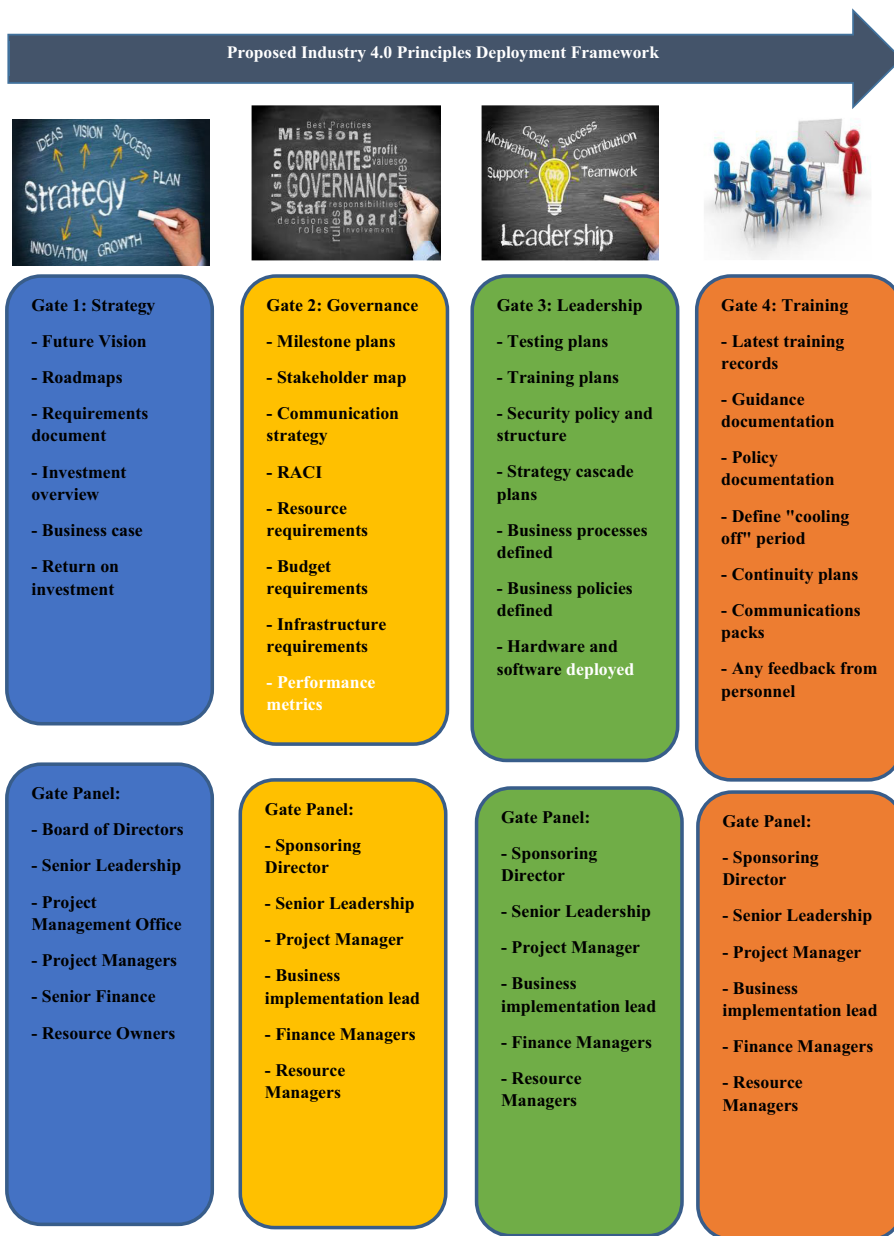 Proposed Industry 4.0 Principles Deployment Framework
IDEAS
VISION
SUCCESS
Strategy
PLAN
INNOVATION
GROWTH
Best Practices
Mission
team
profit
CORPORATE
values
Vision
GOVERNANCE
procedures
Staff
responsibilities
decisions
rules
Board
roles
involvement
Goals
Success
Motivation
Contribution
Support
Teamwork
Leadership
Gate 1: Strategy
- Future Vision
- Roadmaps
- Requirements
document
- Investment
overview
- Business case
- Return on
investment
Gate 2: Governance
- Milestone plans
- Stakeholder map
- Communication
strategy
- RACI
- Resource
requirements
- Budget
requirements
- Infrastructure
requirements
- Performance
metrics
Gate 3: Leadership
- Testing plans
- Training plans
- Security policy and
structure
- Strategy cascade
plans
- Business processes
defined
- Business policies
defined
- Hardware and
software deployed
Gate 4: Training
- Latest training
records
- Guidance
documentation
- Policy
documentation
- Define "cooling
off" period
- Continuity plans
- Communications
packs
- Any feedback from
personnel
Gate Panel:
- Board of Directors
- Senior Leadership
- Project
Management Office
- Project Managers
- Senior Finance
- Resource Owners
Gate Panel:
- Sponsoring
Director
- Senior Leadership
- Project Manager
- Business
implementation lead
- Finance Managers
- Resource
Managers
Gate Panel:
- Sponsoring
Director
- Senior Leadership
- Project Manager
- Business
implementation lead
- Finance Managers
- Resource
Managers
Gate Panel:
- Sponsoring
Director
- Senior Leadership
- Project Manager
- Business
implementation lead
- Finance Managers
- Resource
Managers